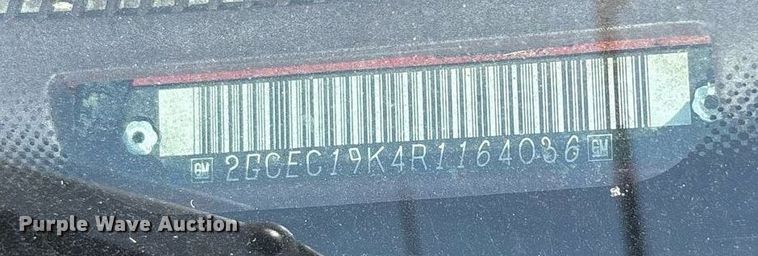 GM 2GCEC19K4R1164036 GM
Purple Wave Auction